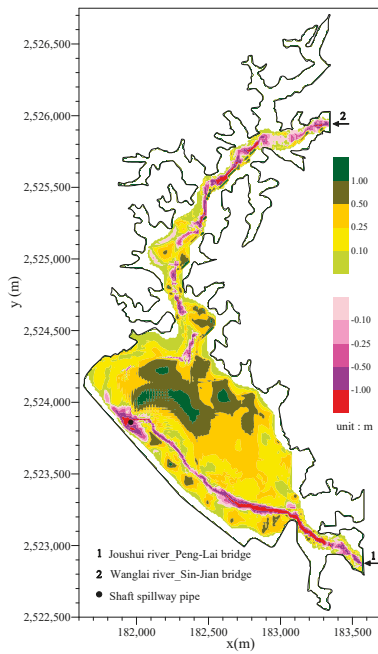 2,526,500
2
2,526,000
1.00
2,525,500
0.50
0.25
0.10
2,525,000
y (m)
-0.10
2,524,500
-0.25
-0.50
-1.00
2,524,000
unit : m
2,523,500
2,523,000
1 Joushui river_Peng-Lai bridge
1
2 Wanglai river_Sin-Jian bridge
Shaft spillway pipe
2,522,500
182,000 182,500 183,000 183,500
x(m)